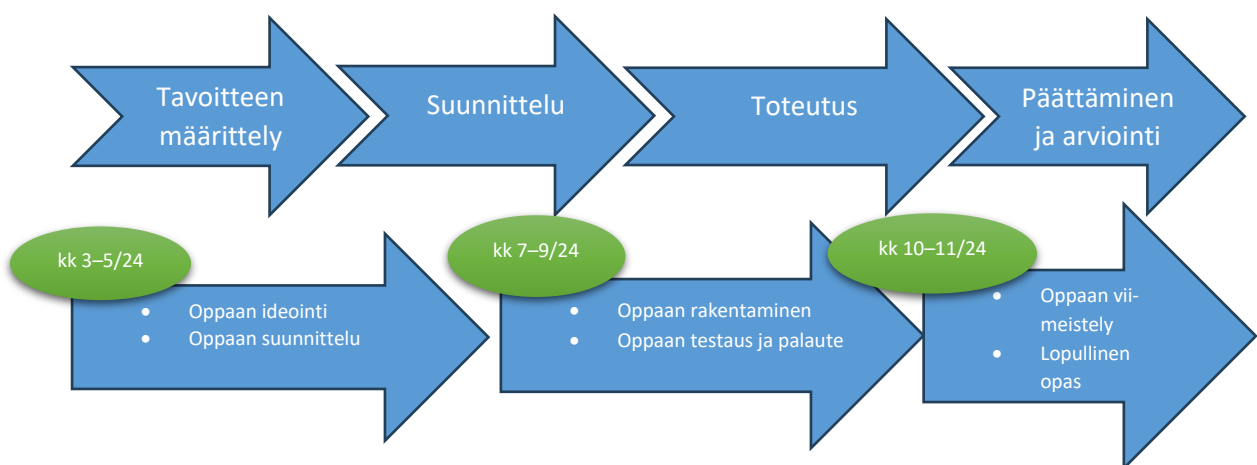 Tavoitteen
määrittely
Suunnittelu
Toteutus
Päättäminen
ja arviointi
kk 3–5/24
• Oppaan ideointi
• Oppaan suunnittelu
kk 7–9/24
• Oppaan rakentaminen
• Oppaan testaus ja palaute
kk 10–11/24
• Oppaan vii-
meistely
• Lopullinen
opas